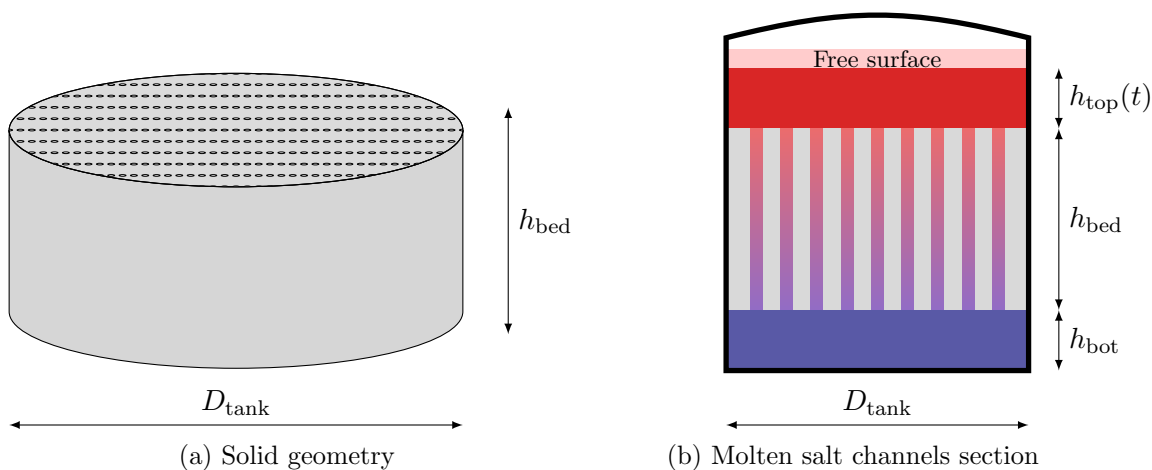 h_bed
D_tank
(a) Solid geometry
Free surface
h_top(t)
h_bed
h_bot
D_tank
(b) Molten salt channels section